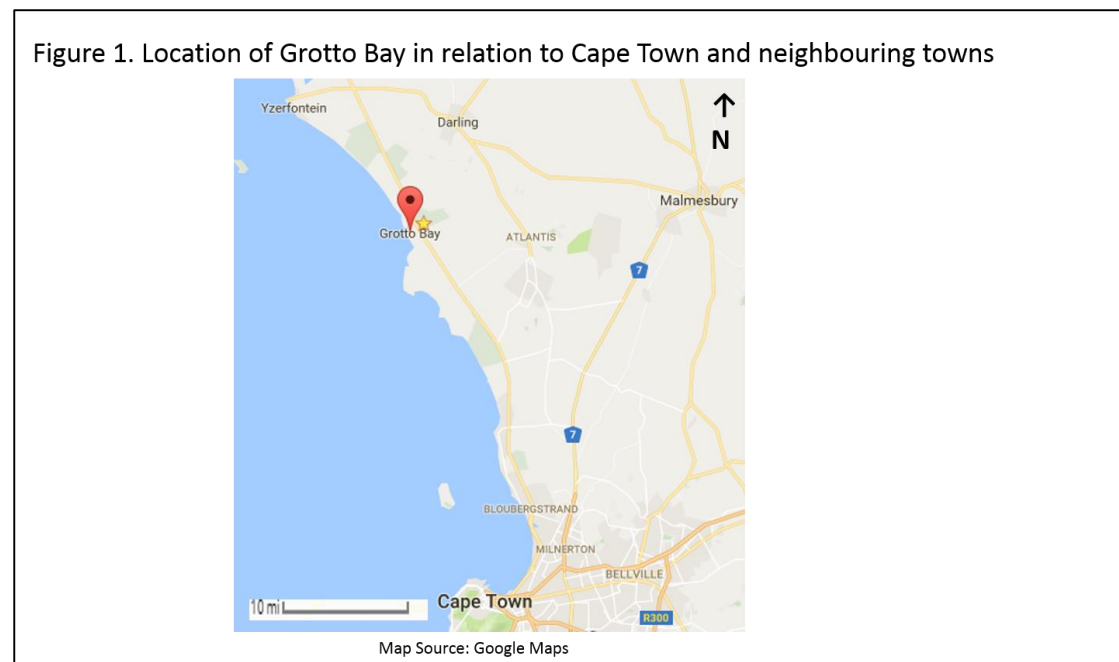 Figure 1. Location of Grotto Bay in relation to Cape Town and neighbouring towns
Yzerfontein
Darling
↑
N
Malmesbury
Grotto Bay
ATLANTIS
7
7
BLOUBERGSTRAND
MILNERTON
BELLVILLE
10 mi
Cape Town
R300
Map Source: Google Maps